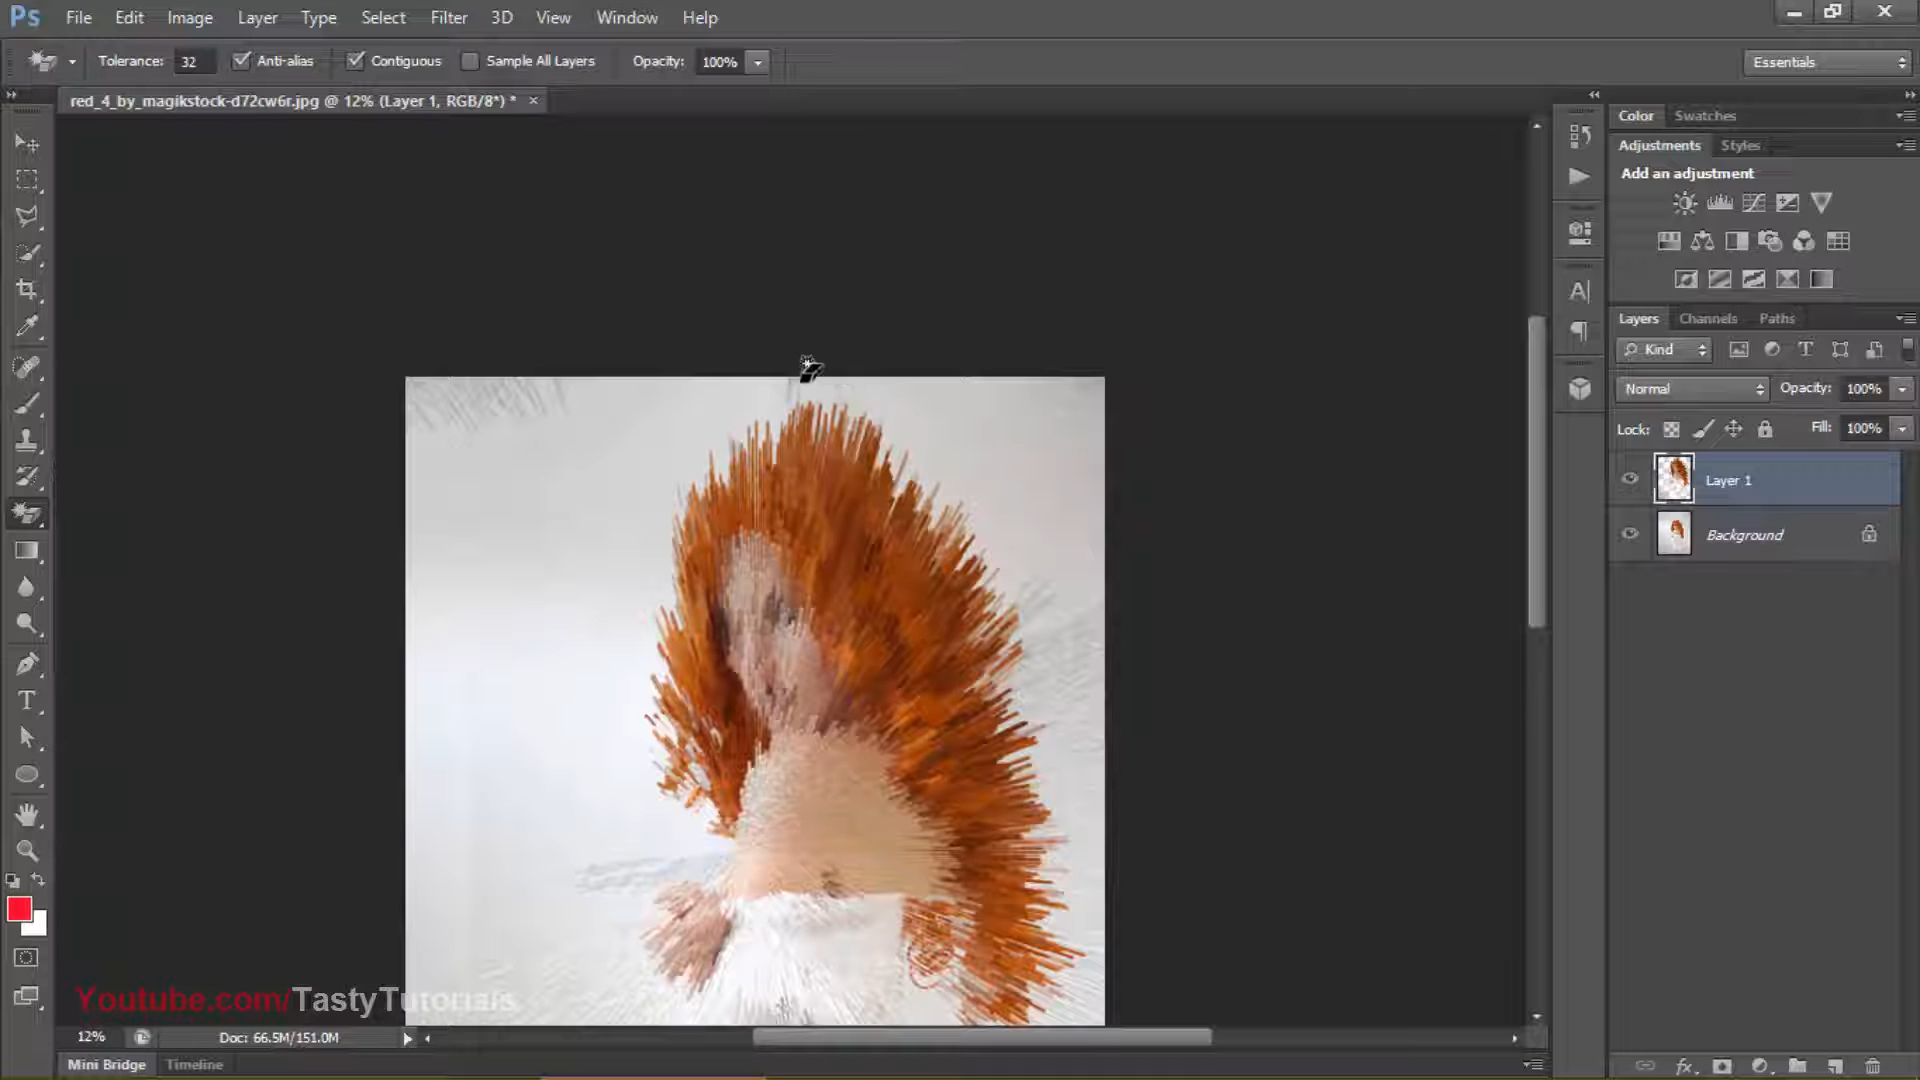 Ps File Edit Image Layer Type Select Filter 3D View Window Help
Tolerance: 32 Anti-alias Contiguous Sample All Layers Opacity: 100% Essentials
red_4_by_magikstock-d72cw6r.jpg @ 12% (Layer 1, RGB/8*) * ×
Color Swatches
Adjustments Styles
Add an adjustment
Layers Channels Paths
Kind
Normal Opacity: 100%
Lock: Fill: 100%
Layer 1
Background
Youtube.com/TastyTutorials
12% Doc: 66.5M/151.0M
Mini Bridge Timeline